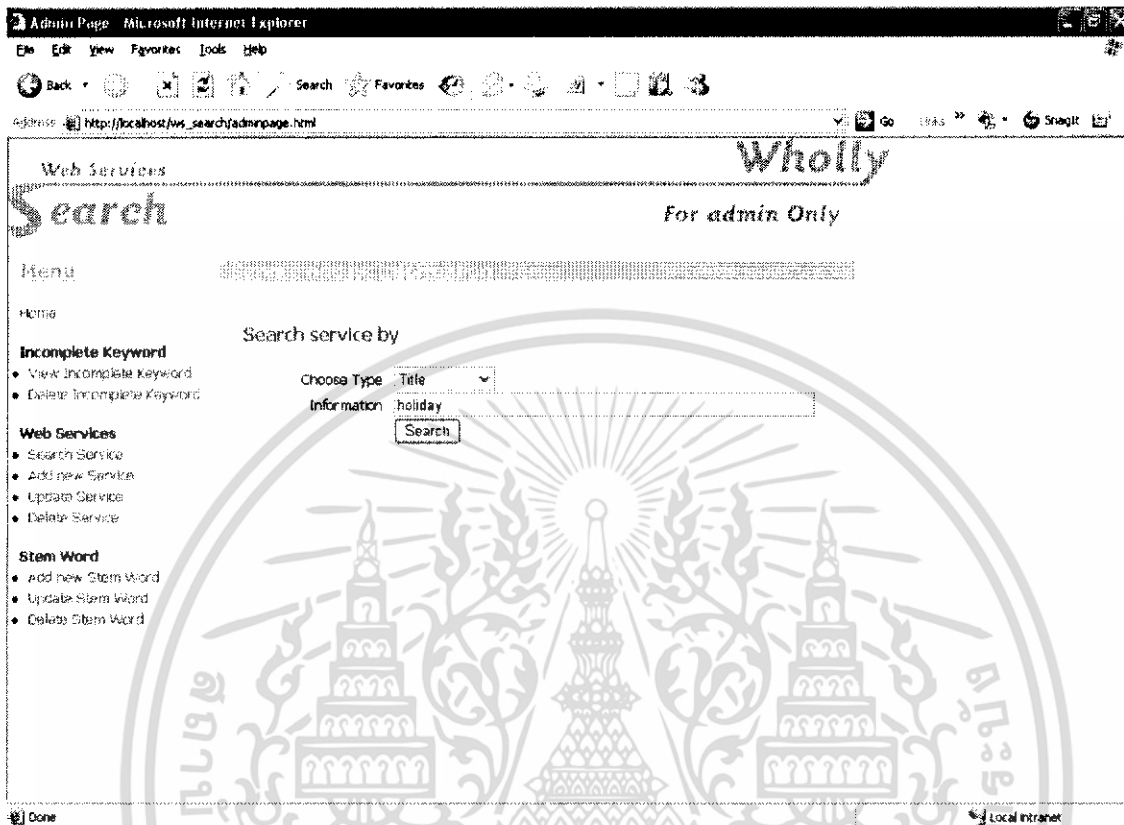 Admin Page Microsoft Internet Explorer
File Edit View Favorites Tools Help
Back Search Favorites
Address http://localhost/ws_search/adminpage.html Go Links » SnagIt
Web Services Wholly
Search For admin Only
Menu
Home
Search service by
Choose Type Title
Information holiday
Search
Incomplete Keyword
View Incomplete Keyword
Delete Incomplete Keyword
Web Services
Search Service
Add new Service
Update Service
Delete Service
Stem Word
Add new Stem Word
Update Stem Word
Delete Stem Word
Done Local intranet